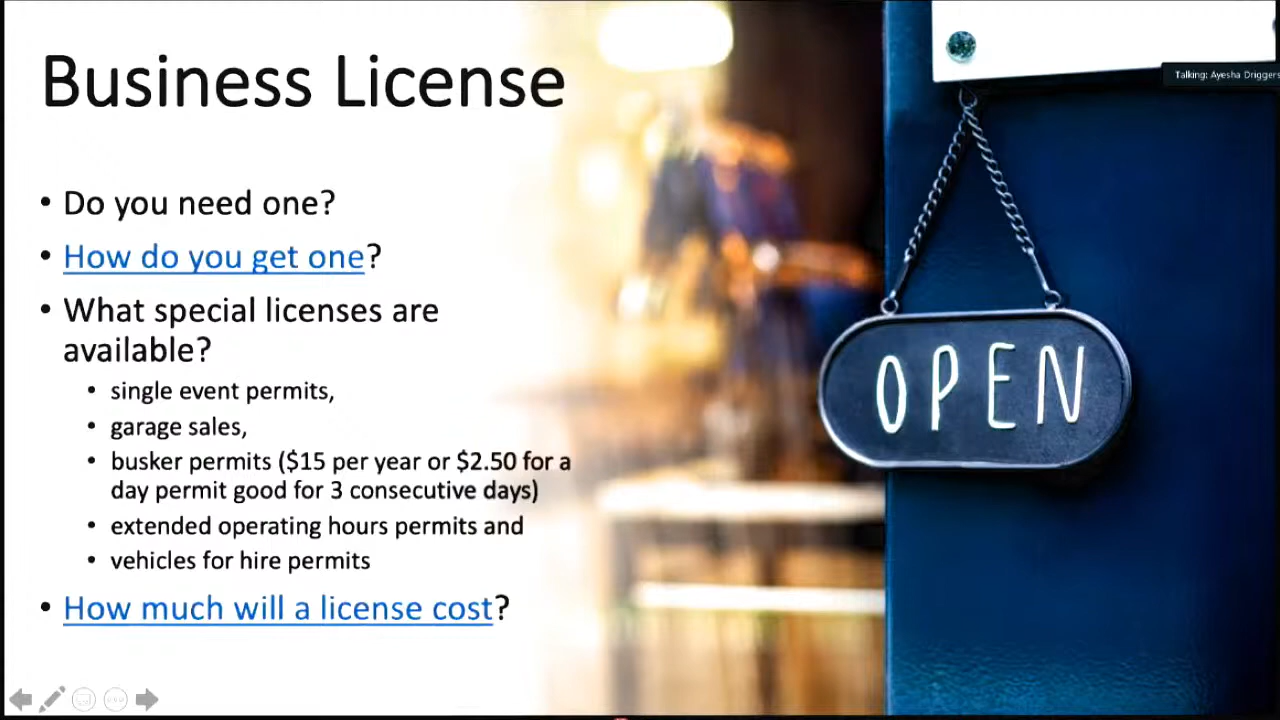 Business License
Talking: Ayesha Driggers
• Do you need one?
• How do you get one?
• What special licenses are
available?
• single event permits,
• garage sales,
• busker permits ($15 per year or $2.50 for a
day permit good for 3 consecutive days)
• extended operating hours permits and
• vehicles for hire permits
• How much will a license cost?
OPEN